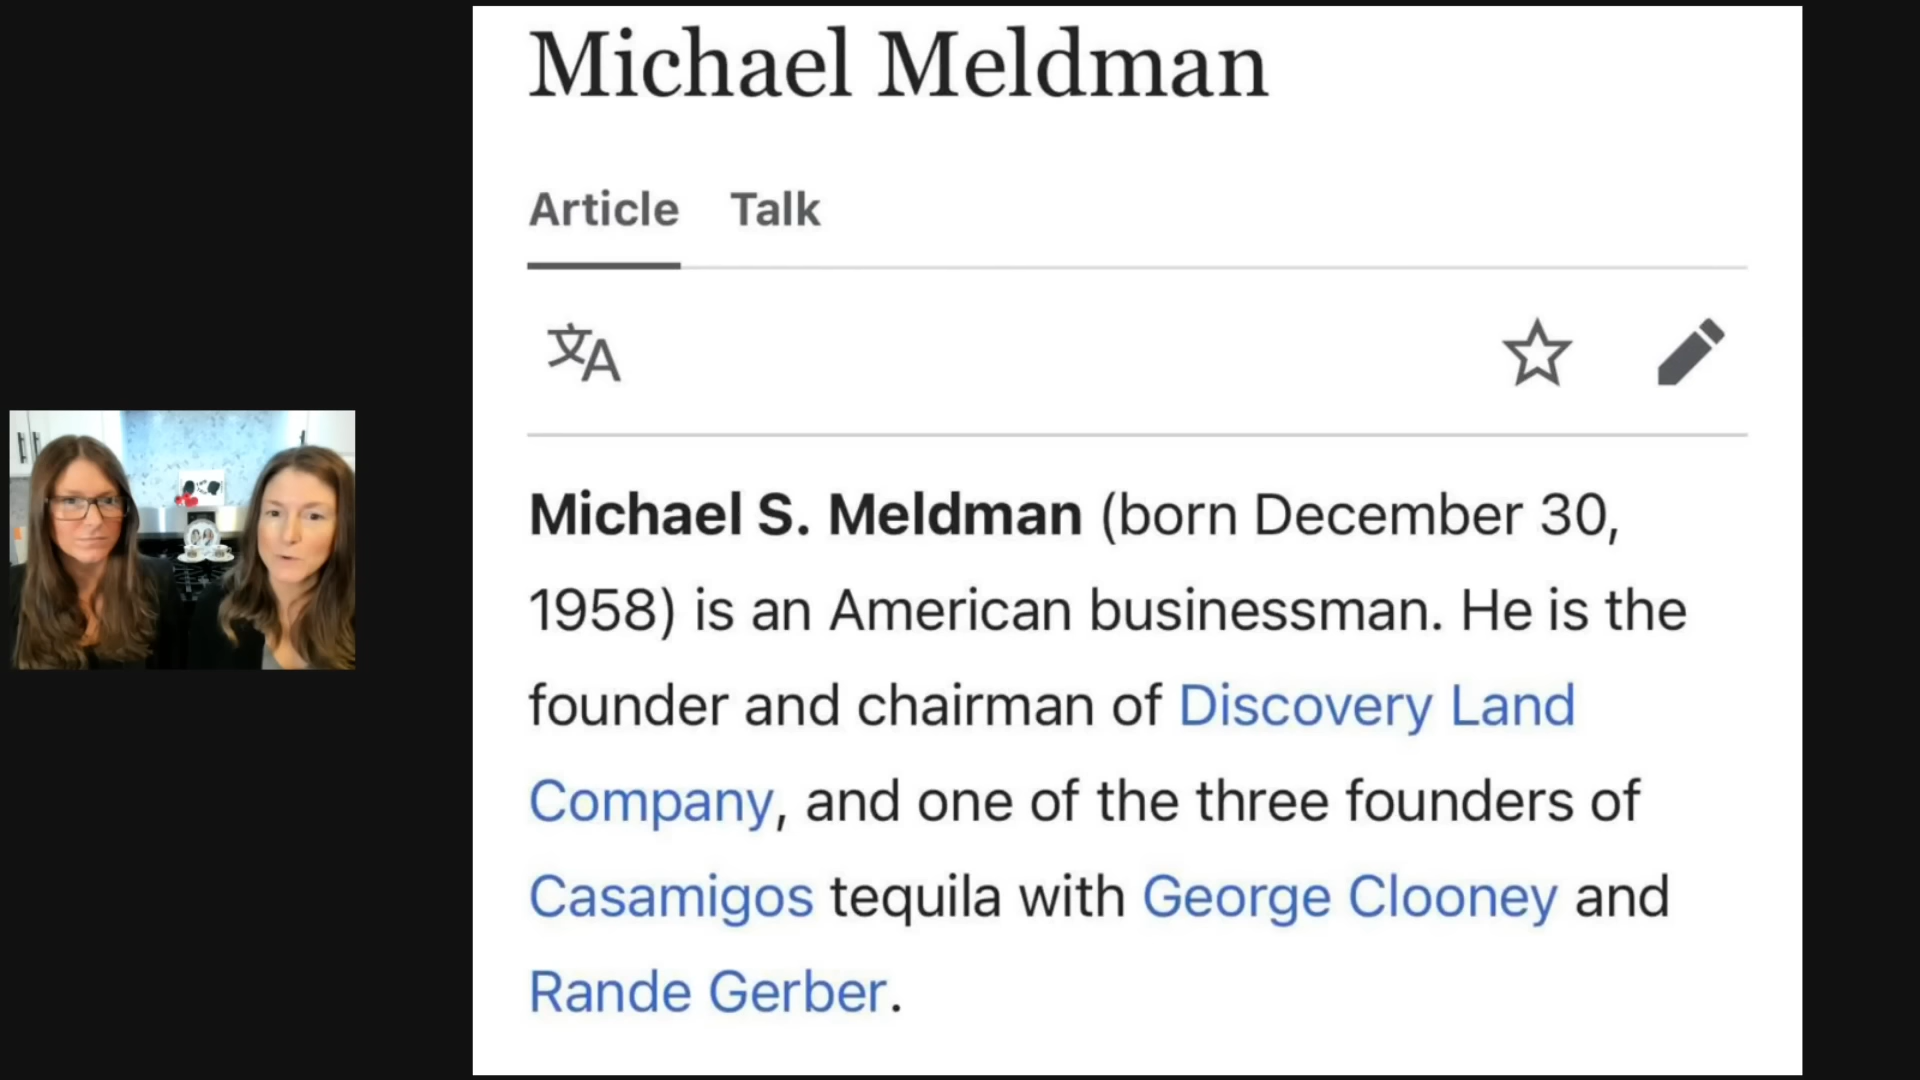 Michael Meldman
Article Talk
文A
Michael S. Meldman (born December 30,
1958) is an American businessman. He is the
founder and chairman of Discovery Land
Company, and one of the three founders of
Casamigos tequila with George Clooney and
Rande Gerber.